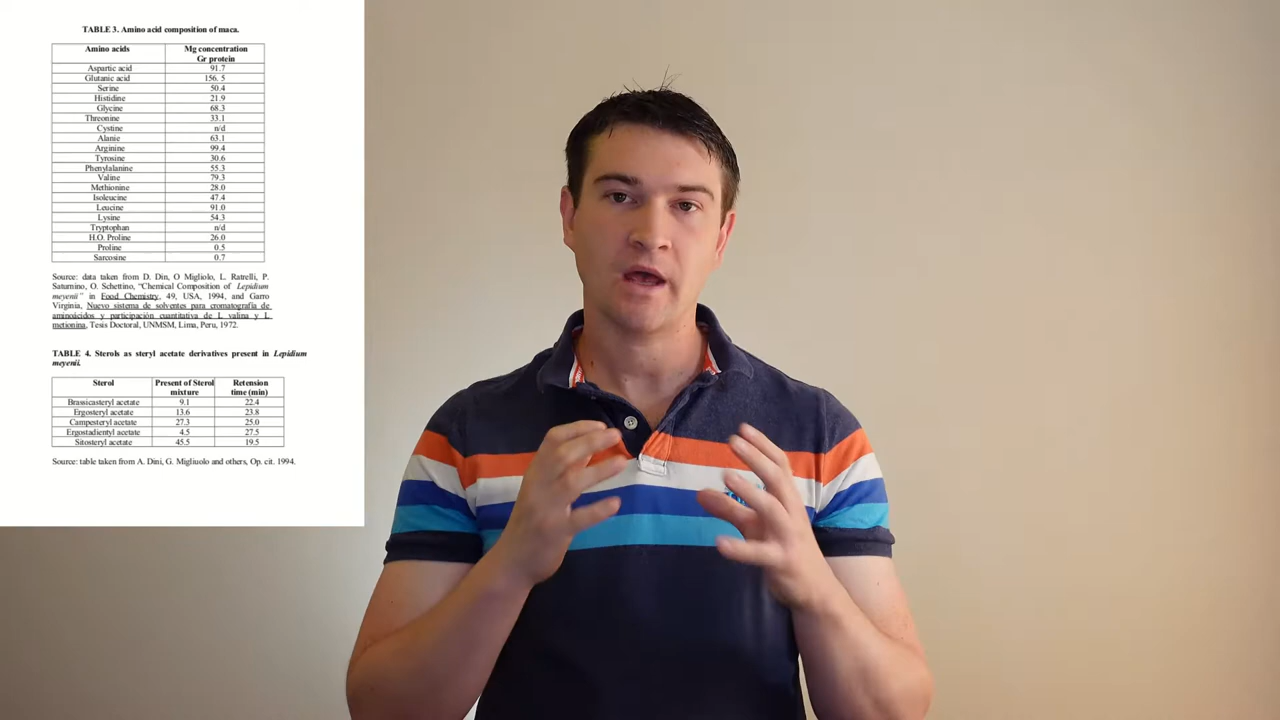 TABLE 3. Amino acid composition of maca.
Amino acids Mg concentration
Gr protein
Aspartic acid 91.7
Glutanic acid 156. 5
Serine 50.4
Histidine 21.9
Glycine 68.3
Threonine 33.1
Cystine n/d
Alanic 63.1
Arginine 99.4
Tyrosine 30.6
Phenylalanine 55.3
Valine 79.3
Methionine 28.0
Isoleucine 47.4
Leucine 91.0
Lysine 54.3
Tryptophan n/d
H.O. Proline 26.0
Proline 0.5
Sarcosine 0.7
Source: data taken from D. Din, O Migliolo, L. Ratrelli, P.
Saturnino, O. Schettino, "Chemical Composition of Lepidium
meyenii" in Food Chemistry, 49, USA, 1994, and Garro
Virginia, Nuevo sistema de solventes para cromatografía de
aminoácidos y participación cuantitativa de L valina y L
metionina, Tesis Doctoral, UNMSM, Lima, Peru, 1972.
TABLE 4. Sterols as steryl acetate derivatives present in Lepidium
meyenii.
Sterol Present of Sterol Retention
mixture time (min)
Brassicasteryl acetate 9.1 22.4
Ergosteryl acetate 13.6 23.8
Campesteryl acetate 27.3 25.0
Ergostadientyl acetate 4.5 27.5
Sitosteryl acetate 45.5 19.5
Source: table taken from A. Dini, G. Migliuolo and others, Op. cit. 1994.